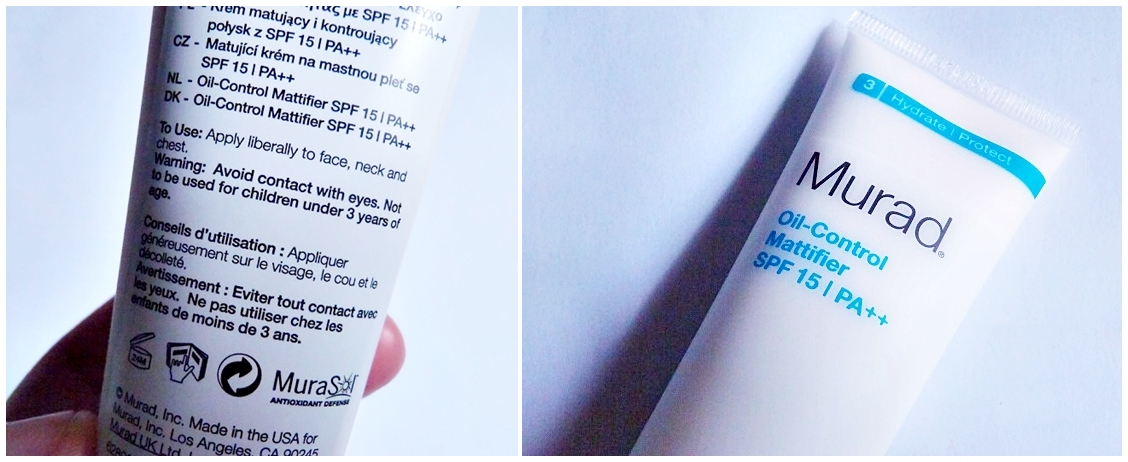 με SPF 15 | PA++
Krem matujący i kontroujący
połysk z SPF 15 | PA++
CZ - Matující krém na mastnou pleť se
SPF 15 | PA++
NL - Oil-Control Mattifier SPF 15 | PA++
DK - Oil-Control Mattifier SPF 15 | PA++
To Use: Apply liberally to face, neck and
chest.
Warning: Avoid contact with eyes. Not
to be used for children under 3 years of
age.
Conseils d'utilisation : Appliquer
généreusement sur le visage, le cou et le
décolleté.
Avertissement : Eviter tout contact avec
les yeux. Ne pas utiliser chez les
enfants de moins de 3 ans.
24M
MuraSol
ANTIOXIDANT DEFENSE
© Murad, Inc. Made in the USA for
Murad, Inc. Los Angeles, CA 90245
Murad UK Ltd.
3 | Hydrate | Protect
Murad®
Oil-Control
Mattifier
SPF 15 | PA++